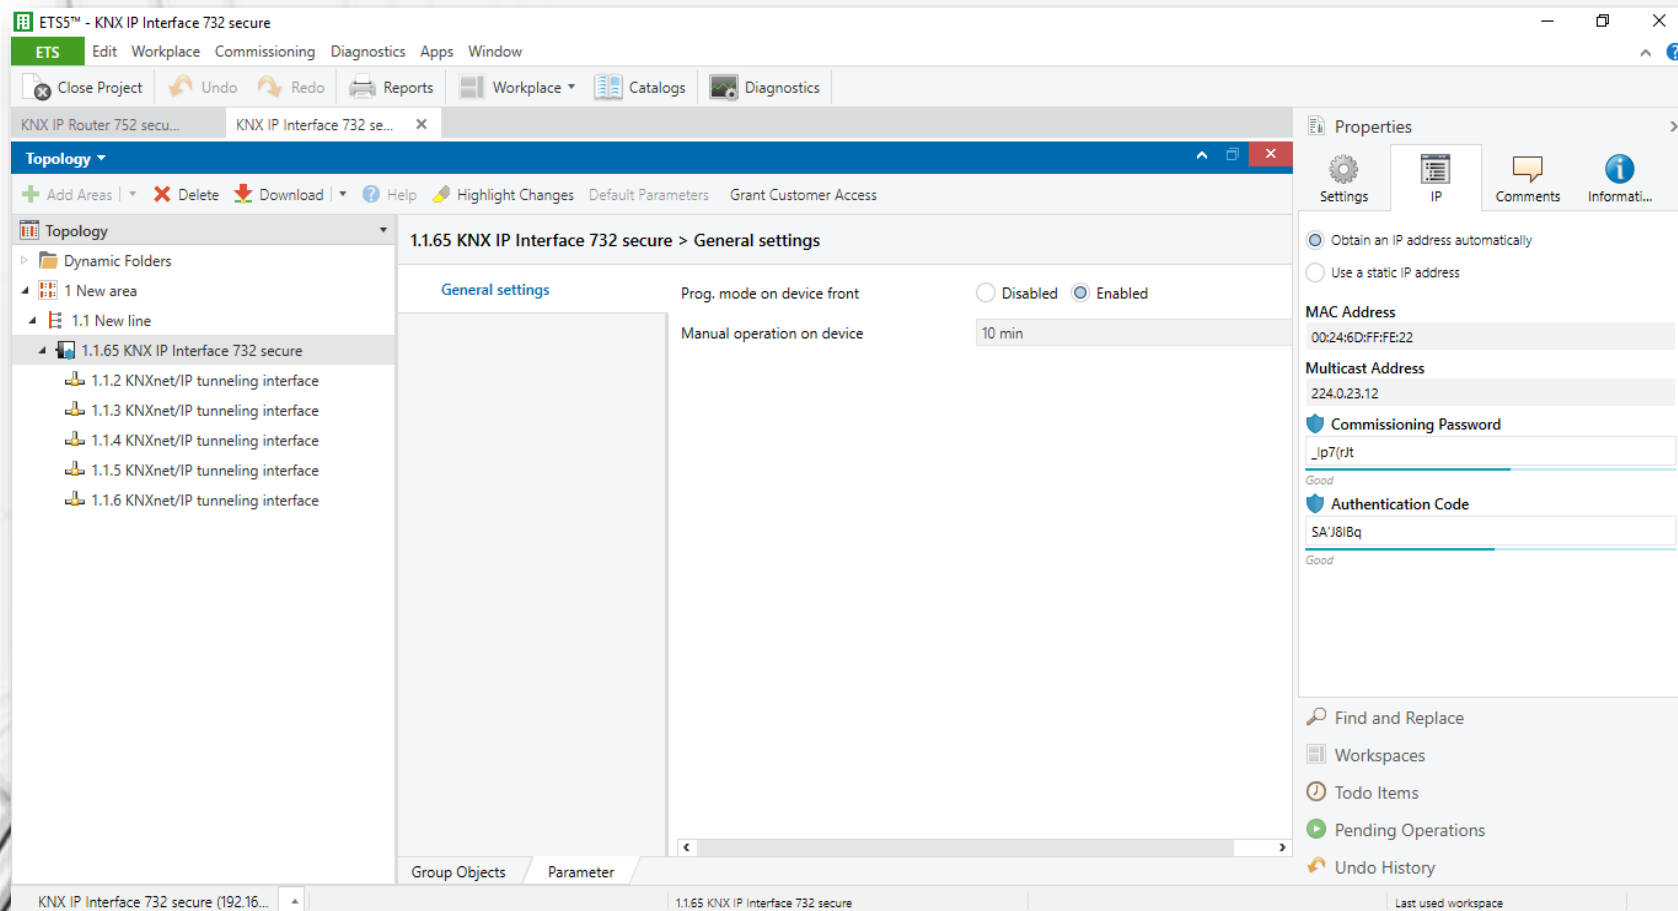 ETS5™ - KNX IP Interface 732 secure
ETS Edit Workplace Commissioning Diagnostics Apps Window
Close Project Undo Redo Reports Workplace Catalogs Diagnostics
KNX IP Router 752 secu... KNX IP Interface 732 se...
Topology
Add Areas Delete Download Help Highlight Changes Default Parameters Grant Customer Access
Topology
Dynamic Folders
1 New area
1.1 New line
1.1.65 KNX IP Interface 732 secure
1.1.2 KNXnet/IP tunneling interface
1.1.3 KNXnet/IP tunneling interface
1.1.4 KNXnet/IP tunneling interface
1.1.5 KNXnet/IP tunneling interface
1.1.6 KNXnet/IP tunneling interface
1.1.65 KNX IP Interface 732 secure > General settings
General settings
Prog. mode on device front Disabled Enabled
Manual operation on device 10 min
Group Objects Parameter
Properties
Settings IP Comments Informati...
Obtain an IP address automatically
Use a static IP address
MAC Address
00:24:6D:FF:FE:22
Multicast Address
224.0.23.12
Commissioning Password
_Ip7(rJt
Good
Authentication Code
SA'J8IBq
Good
Find and Replace
Workspaces
Todo Items
Pending Operations
Undo History
KNX IP Interface 732 secure (192.16... 1.1.65 KNX IP Interface 732 secure Last used workspace